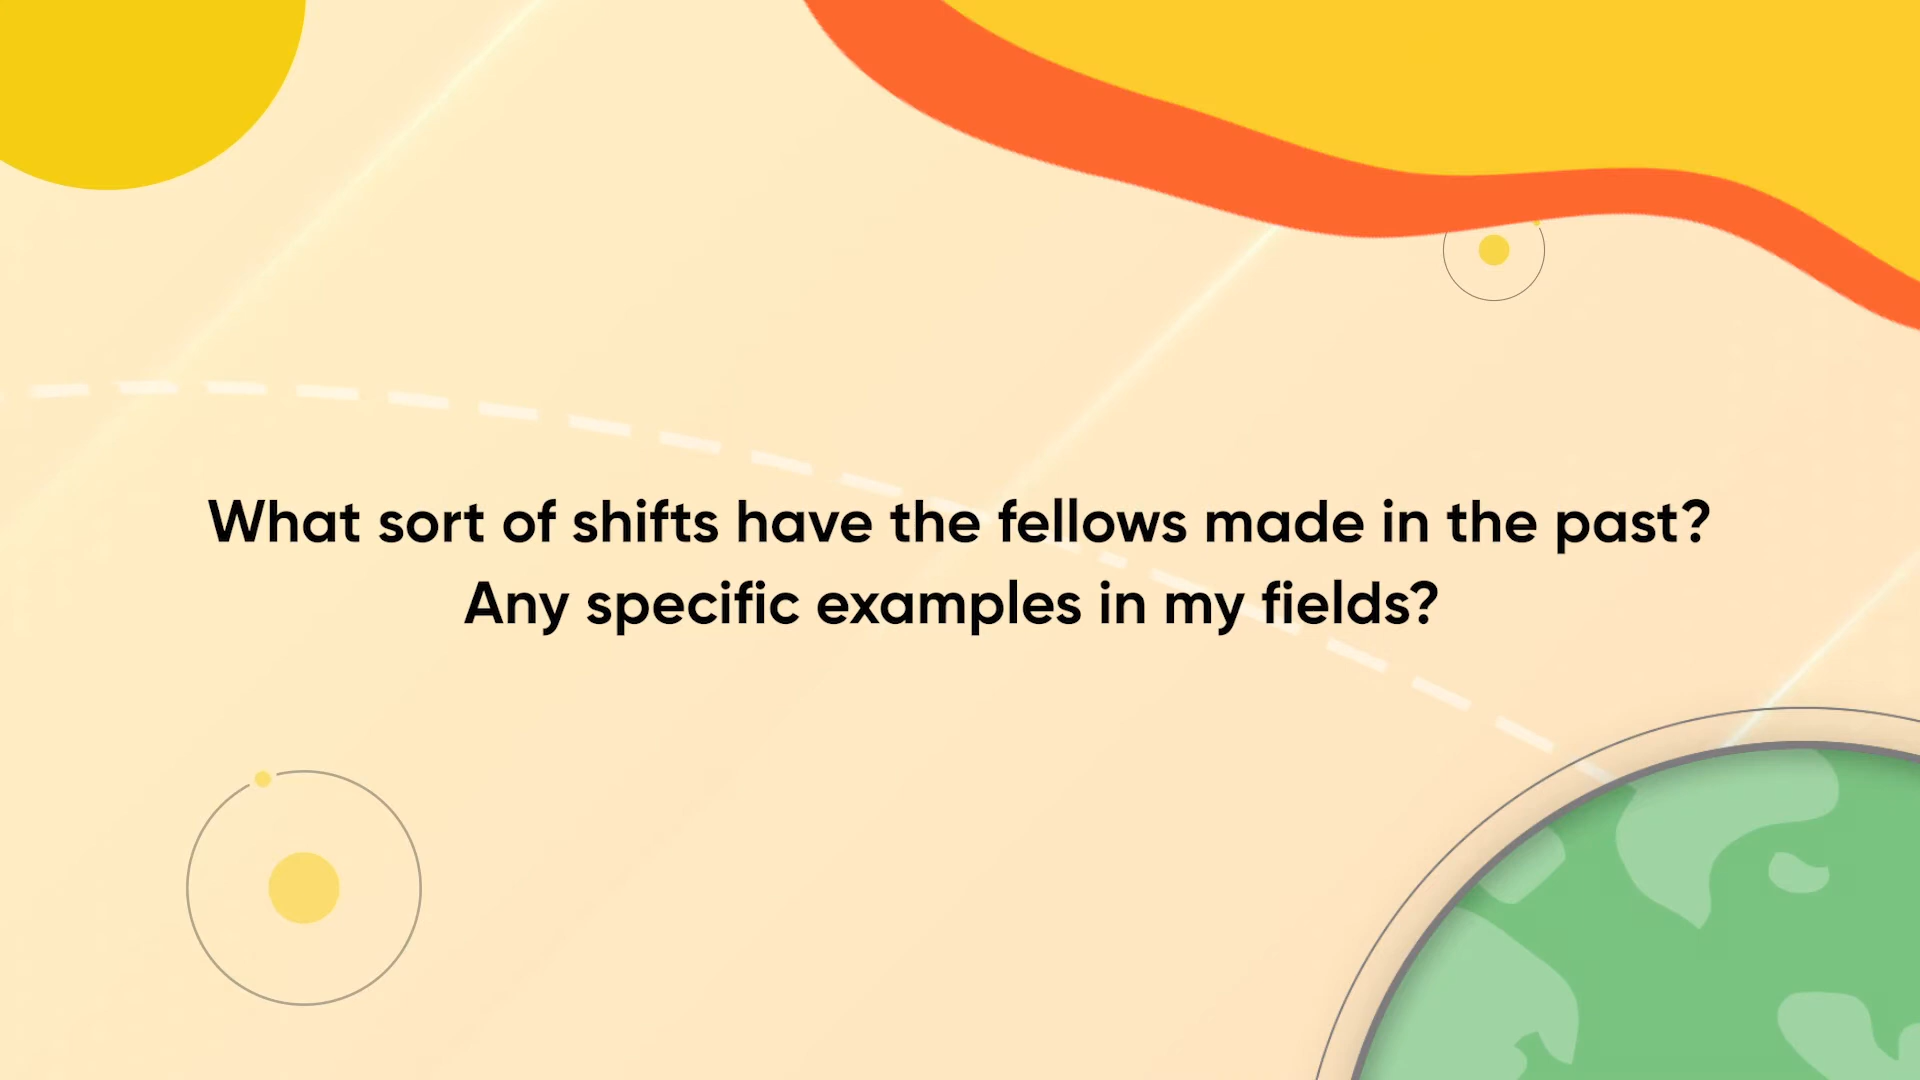 What sort of shifts have the fellows made in the past?
Any specific examples in my fields?